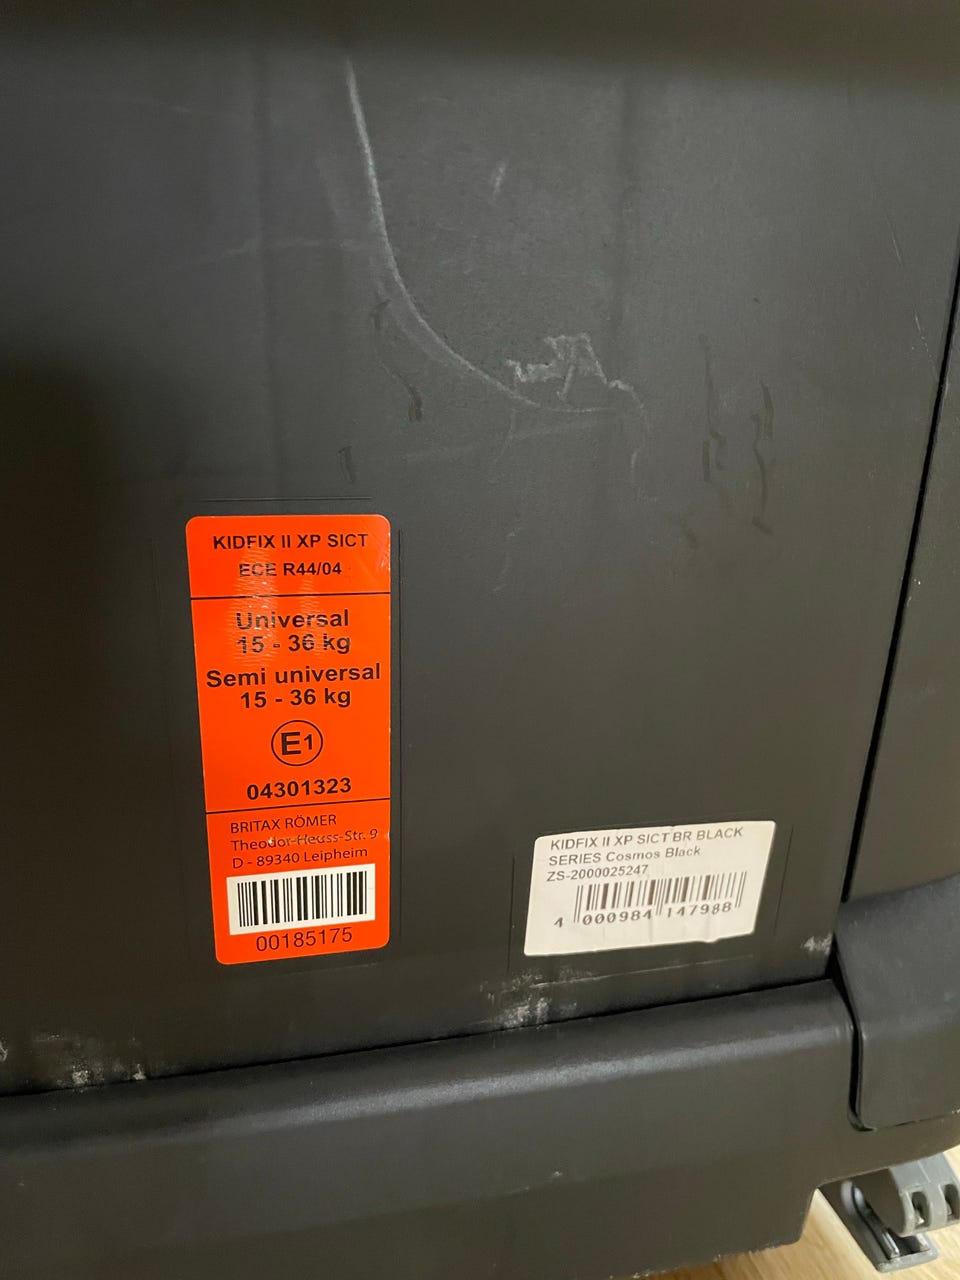 KIDFIX II XP SICT
ECE R44/04
Universal
15 - 36 kg
Semi universal
15 - 36 kg
E1
04301323
BRITAX RÖMER
Theodor-Heuss-Str. 9
D - 89340 Leipheim
00185175
KIDFIX II XP SICT BR BLACK
SERIES Cosmos Black
ZS-2000025247
4 000984 147988